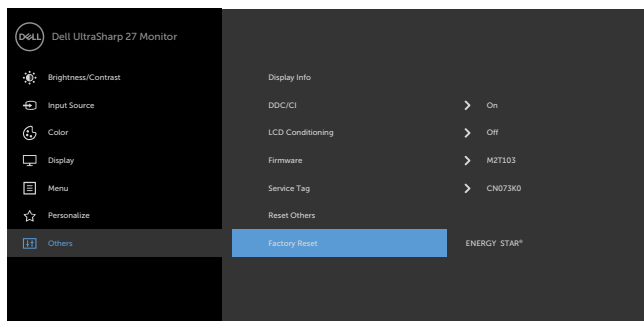 DELL Dell UltraSharp 27 Monitor
Brightness/Contrast Display Info
Input Source DDC/CI On
Color LCD Conditioning Off
Display Firmware M2T103
Menu Service Tag CN073K0
Personalize Reset Others
Others Factory Reset ENERGY STAR®